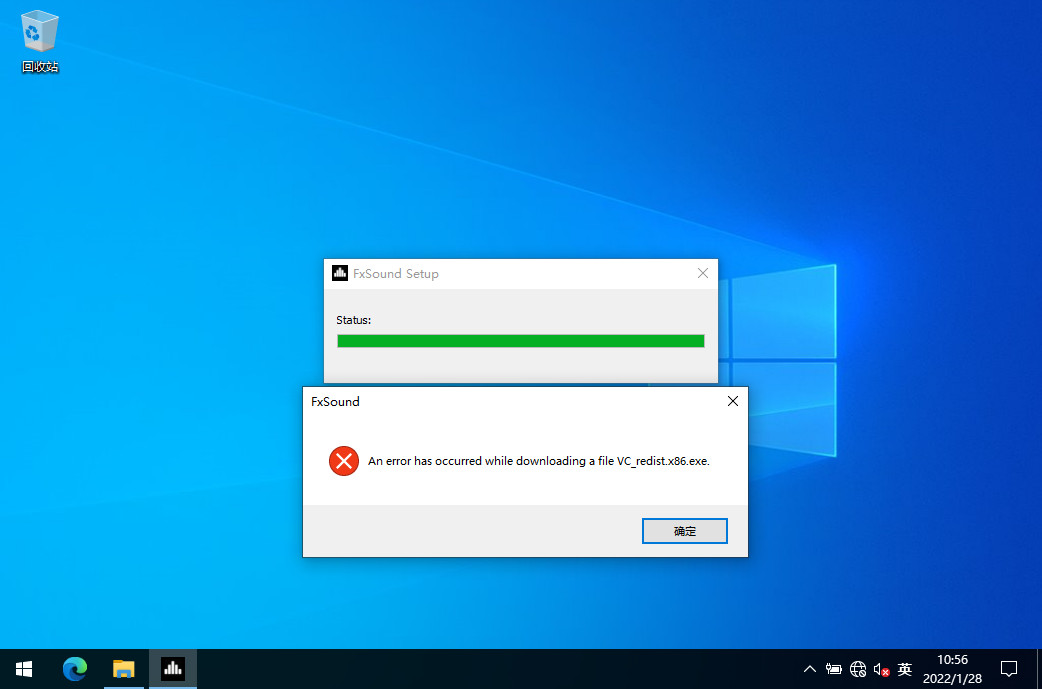 回收站
FxSound Setup
Status:
FxSound
An error has occurred while downloading a file VC_redist.x86.exe.
确定
英
10:56
2022/1/28